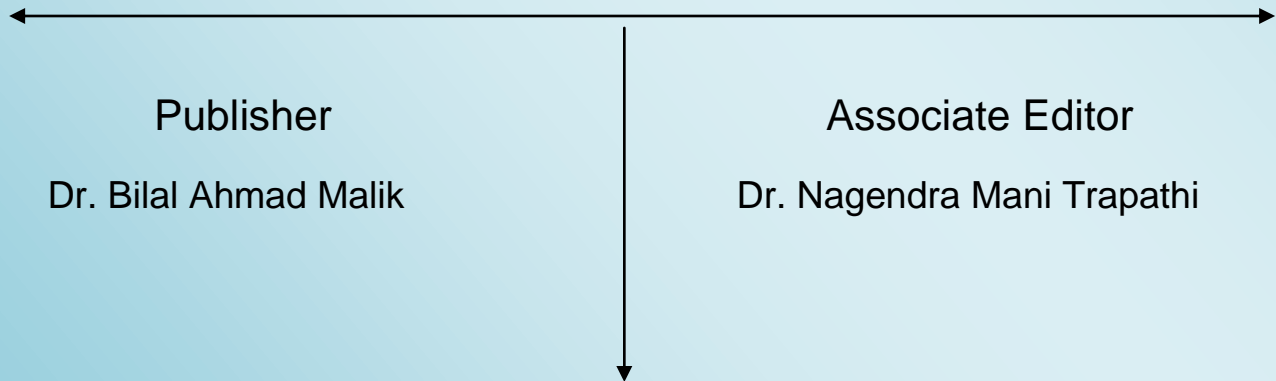 Publisher
Dr. Bilal Ahmad Malik
Associate Editor
Dr. Nagendra Mani Trapathi